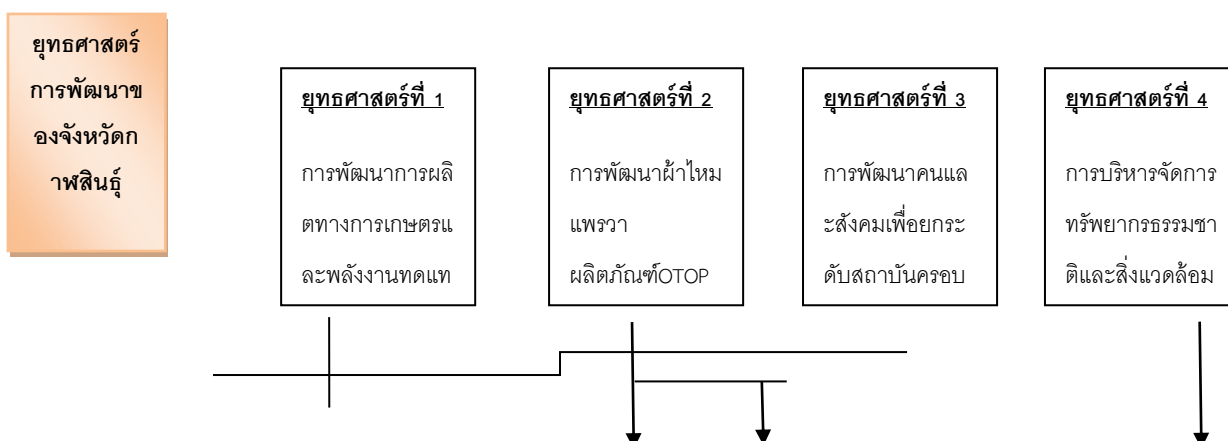 ยุทธศาสตร์
การพัฒนาข
องจังหวัดก
าฬสินธุ์
ยุทธศาสตร์ที่ 1
การพัฒนาการผลิ
ตทางการเกษตรแ
ละพลังงานทดแท
ยุทธศาสตร์ที่ 2
การพัฒนาผ้าไหม
แพรวา
ผลิตภัณฑ์OTOP
ยุทธศาสตร์ที่ 3
การพัฒนาคนแล
ะสังคมเพื่อยกระ
ดับสถาบันครอบ
ยุทธศาสตร์ที่ 4
การบริหารจัดการ
ทรัพยากรธรรมชา
ติและสิ่งแวดล้อม